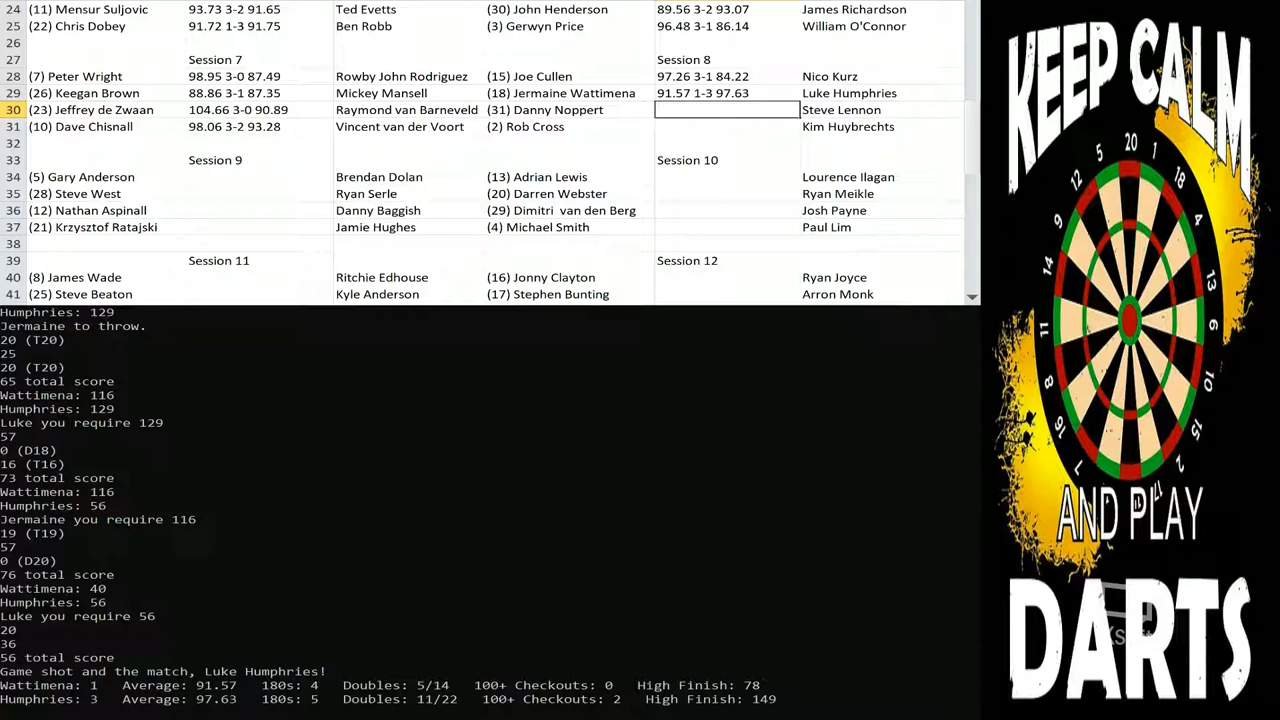 24 (11) Mensur Suljovic 93.73 3-2 91.65 Ted Evetts (30) John Henderson 89.56 3-2 93.07 James Richardson
25 (22) Chris Dobey 91.72 1-3 91.75 Ben Robb (3) Gerwyn Price 96.48 3-1 86.14 William O'Connor
26
27 Session 7 Session 8
28 (7) Peter Wright 98.95 3-0 87.49 Rowby John Rodriguez (15) Joe Cullen 97.26 3-1 84.22 Nico Kurz
29 (26) Keegan Brown 88.86 3-1 87.35 Mickey Mansell (18) Jermaine Wattimena 91.57 1-3 97.63 Luke Humphries
30 (23) Jeffrey de Zwaan 104.66 3-0 90.89 Raymond van Barneveld (31) Danny Noppert Steve Lennon
31 (10) Dave Chisnall 98.06 3-2 93.28 Vincent van der Voort (2) Rob Cross Kim Huybrechts
32
33 Session 9 Session 10
34 (5) Gary Anderson Brendan Dolan (13) Adrian Lewis Lourence Ilagan
35 (28) Steve West Ryan Serle (20) Darren Webster Ryan Meikle
36 (12) Nathan Aspinall Danny Baggish (29) Dimitri van den Berg Josh Payne
37 (21) Krzysztof Ratajski Jamie Hughes (4) Michael Smith Paul Lim
38
39 Session 11 Session 12
40 (8) James Wade Ritchie Edhouse (16) Jonny Clayton Ryan Joyce
41 (25) Steve Beaton Kyle Anderson (17) Stephen Bunting Arron Monk
Humphries: 129
Jermaine to throw.
20 (T20)
25
20 (T20)
65 total score
Wattimena: 116
Humphries: 129
Luke you require 129
57
0 (D18)
16 (T16)
73 total score
Wattimena: 116
Humphries: 56
Jermaine you require 116
19 (T19)
57
0 (D20)
76 total score
Wattimena: 40
Humphries: 56
Luke you require 56
20
36
56 total score
Game shot and the match, Luke Humphries!
Wattimena: 1 Average: 91.57 180s: 4 Doubles: 5/14 100+ Checkouts: 0 High Finish: 78
Humphries: 3 Average: 97.63 180s: 5 Doubles: 11/22 100+ Checkouts: 2 High Finish: 149
KEEP CALM
20 1 18 4 13 6 10 15 2
7 16 8 11 14 9 12 5
AND PLAY
DARTS